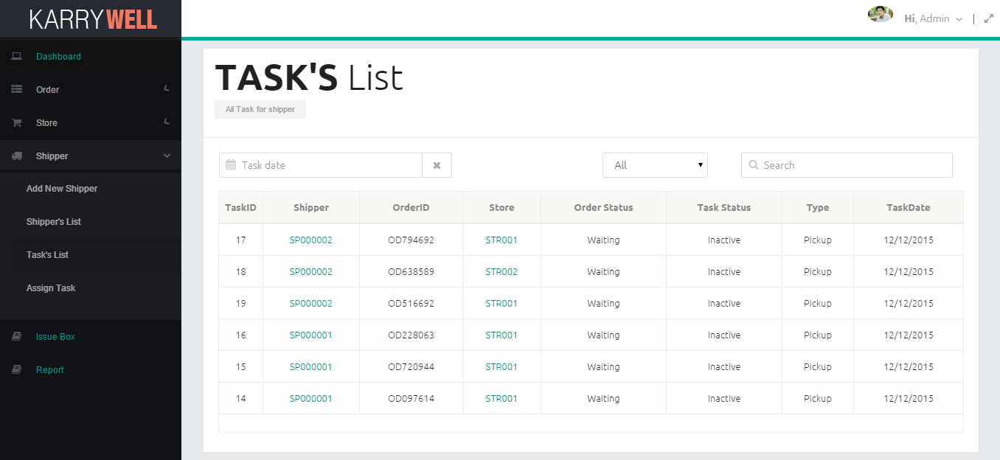 KARRYWELL
Hi, Admin
Dashboard
Order
Store
Shipper
Add New Shipper
Shipper's List
Task's List
Assign Task
Issue Box
Report
TASK'S List
All Task for shipper
Task date All Search
TaskID Shipper OrderID Store Order Status Task Status Type TaskDate
17 SP000002 OD794692 STR001 Waiting Inactive Pickup 12/12/2015
18 SP000002 OD638589 STR002 Waiting Inactive Pickup 12/12/2015
19 SP000002 OD516692 STR001 Waiting Inactive Pickup 12/12/2015
16 SP000001 OD228063 STR001 Waiting Inactive Pickup 12/12/2015
15 SP000001 OD720944 STR001 Waiting Inactive Pickup 12/12/2015
14 SP000001 OD097614 STR001 Waiting Inactive Pickup 12/12/2015